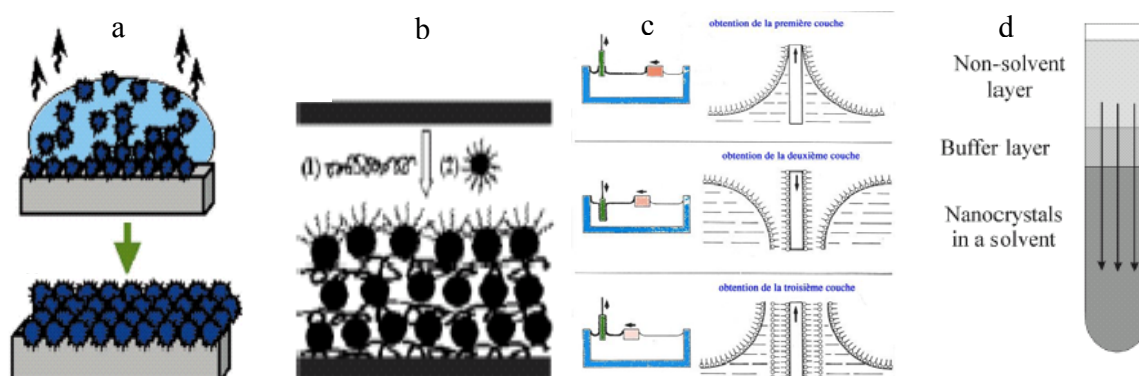 a
b
(1)
(2)
c
obtention de la première couche
obtention de la deuxième couche
obtention de la troisième couche
d
Non-solvent
layer
Buffer layer
Nanocrystals
in a solvent